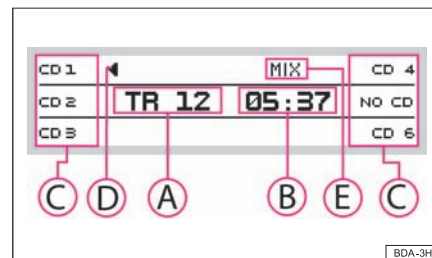 CD 1 MIX CD 4
CD 2 TR 12 05:37 NO CD
CD 3 CD 6
C D A B E C
BDA-3H